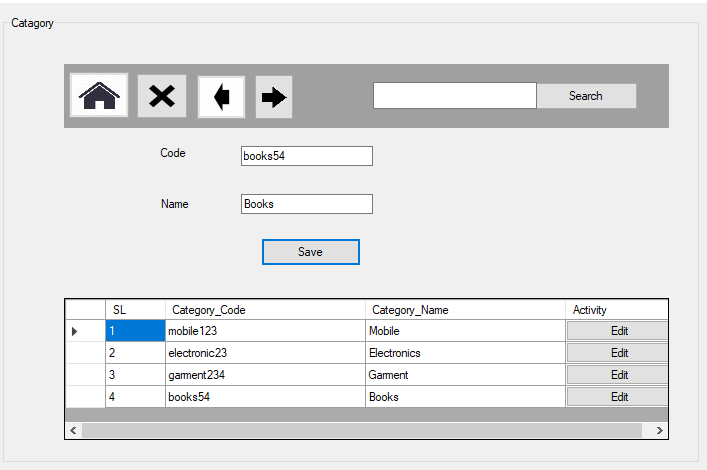 Catagory
Search
Code books54
Name Books
Save
SL Category_Code Category_Name Activity
1 mobile123 Mobile Edit
2 electronic23 Electronics Edit
3 garment234 Garment Edit
4 books54 Books Edit